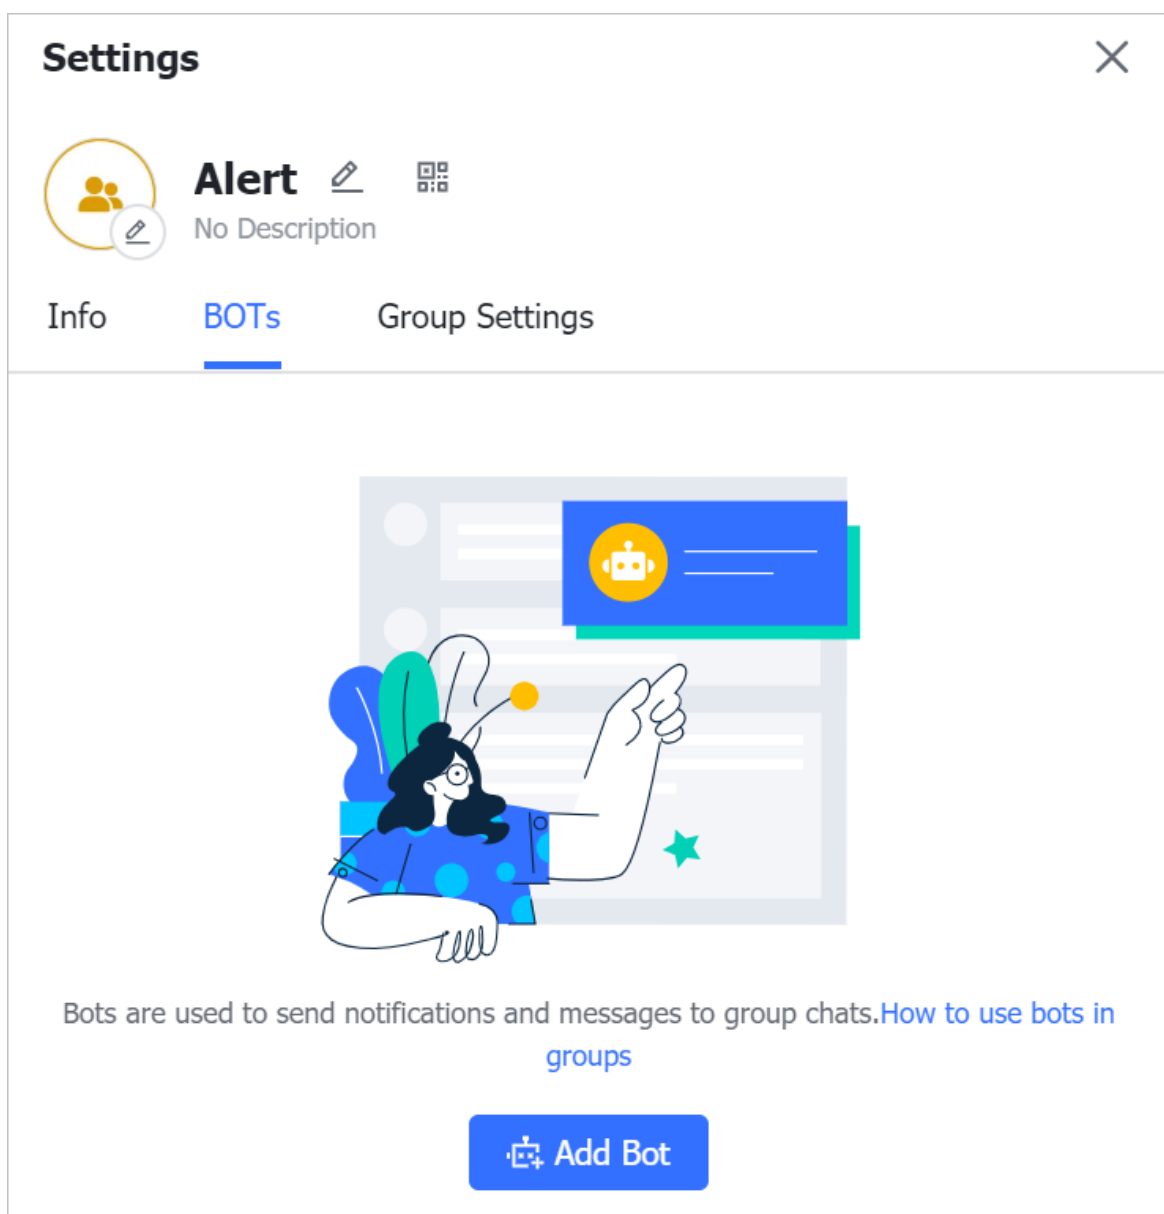 Settings
Alert
No Description
Info BOTs Group Settings
Bots are used to send notifications and messages to group chats.How to use bots in
groups
Add Bot